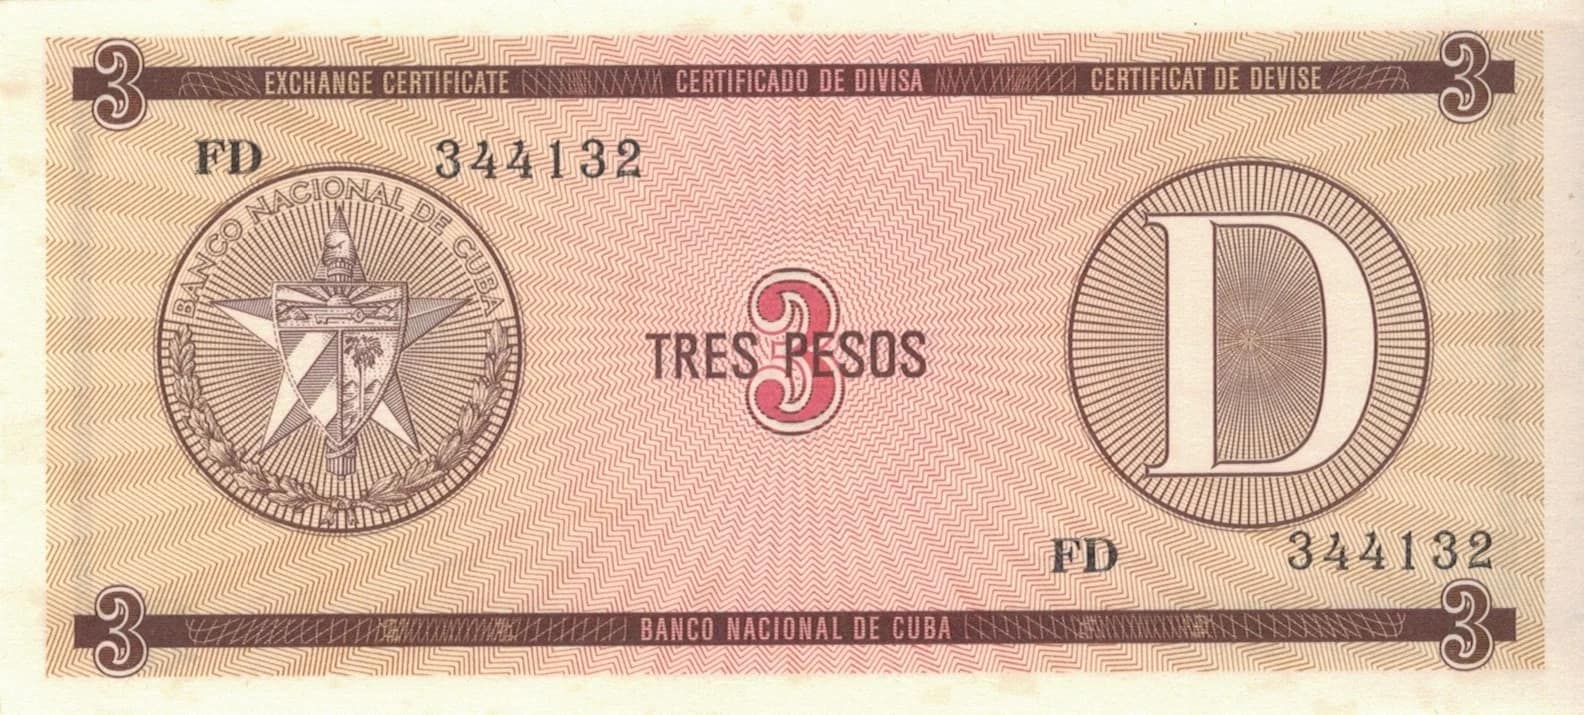 3 EXCHANGE CERTIFICATE CERTIFICADO DE DIVISA CERTIFICAT DE DEVISE 3
FD 344132
BANCO NACIONAL DE CUBA
3
TRES PESOS
D
FD 344132
3 BANCO NACIONAL DE CUBA 3